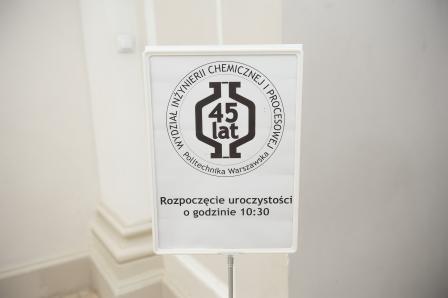 WYDZIAŁ INŻYNIERII CHEMICZNEJ I PROCESOWEJ
45
lat
Politechnika Warszawska
Rozpoczęcie uroczystości
o godzinie 10:30